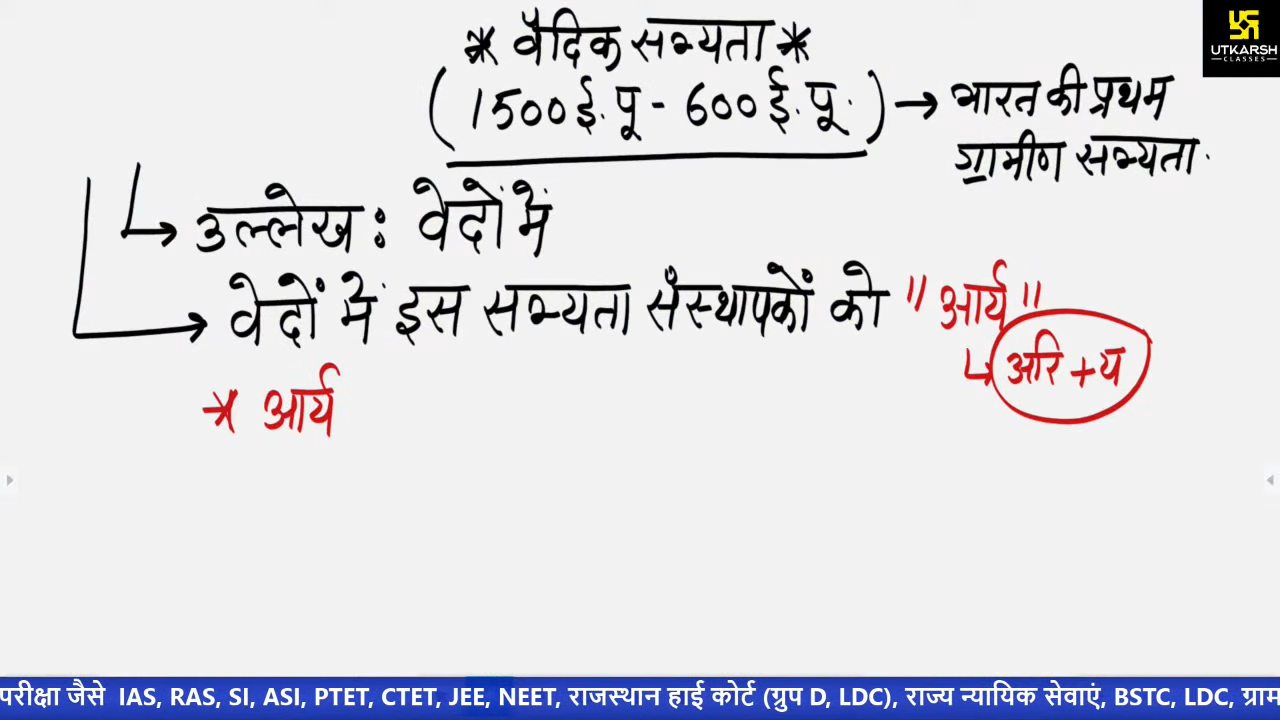 * वैदिक सभ्यता *
(1500 ई. पू - 600 ई. पू.) → भारत की प्रथम
ग्रामीण सभ्यता.
→ उल्लेख : वेदों में
→ वेदों में इस सभ्यता संस्थापकों को "आर्य"
↳ अरि + य
* आर्य
UTKARSH
CLASSES
परीक्षा जैसे IAS, RAS, SI, ASI, PTET, CTET, JEE, NEET, राजस्थान हाई कोर्ट (ग्रुप D, LDC), राज्य न्यायिक सेवाएं, BSTC, LDC, ग्राम